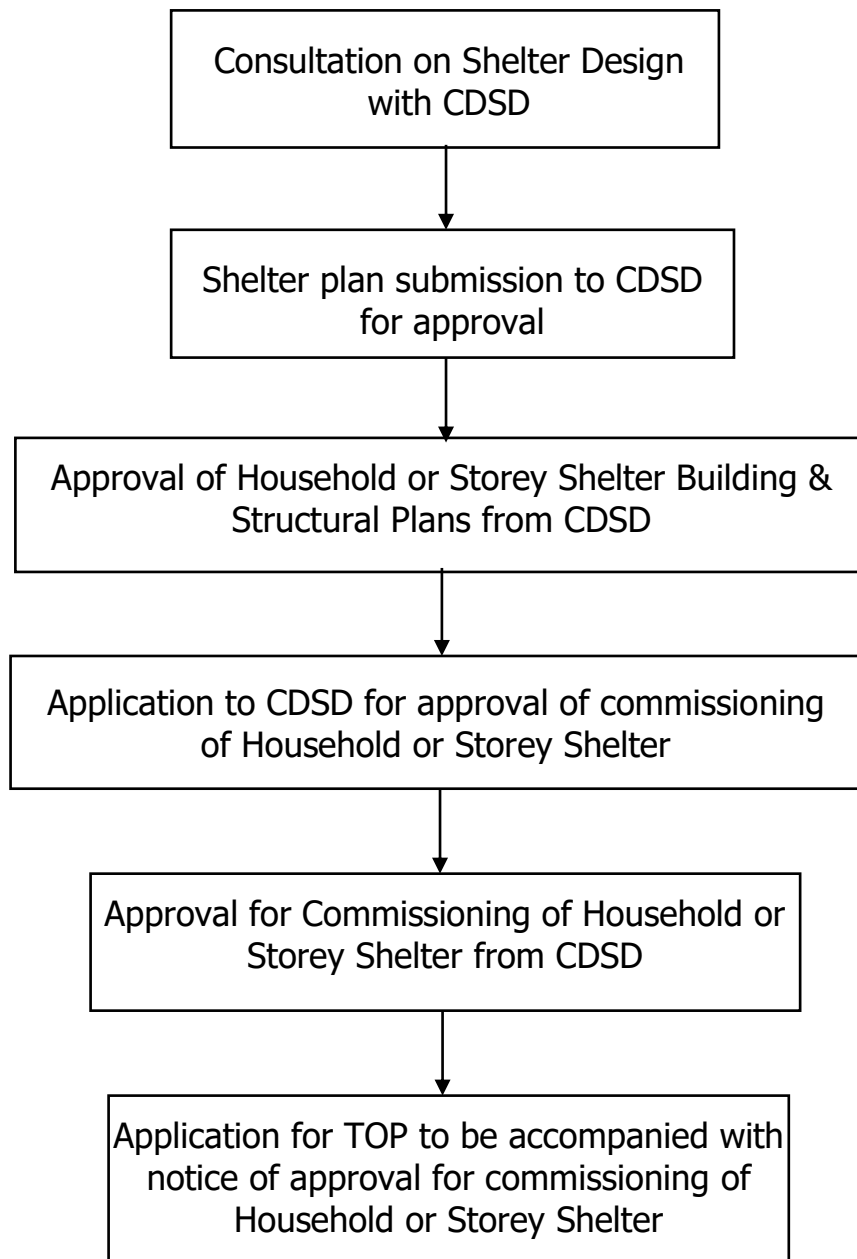 Consultation on Shelter Design
with CDSD
Shelter plan submission to CDSD
for approval
Approval of Household or Storey Shelter Building &
Structural Plans from CDSD
Application to CDSD for approval of commissioning
of Household or Storey Shelter
Approval for Commissioning of Household or
Storey Shelter from CDSD
Application for TOP to be accompanied with
notice of approval for commissioning of
Household or Storey Shelter